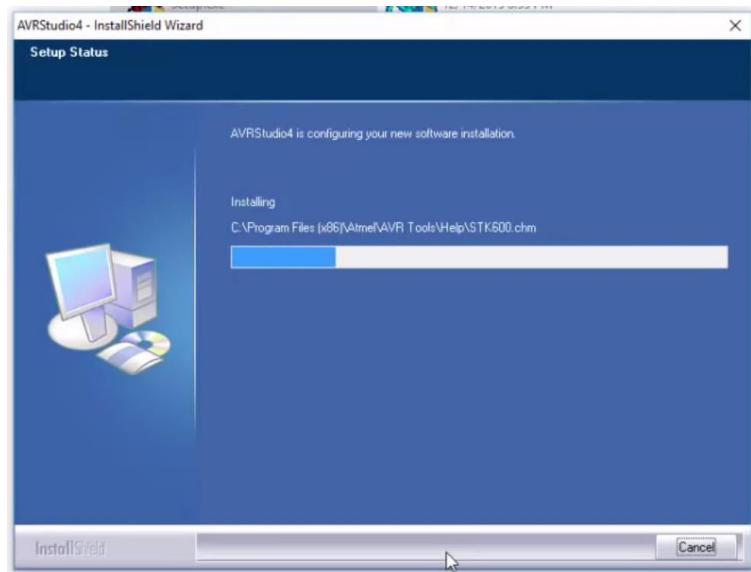 AVRStudio4 - InstallShield Wizard
Setup Status
AVRStudio4 is configuring your new software installation.
Installing
C:\Program Files (x86)\Atmel\AVR Tools\Help\STK600.chm
InstallShield
Cancel